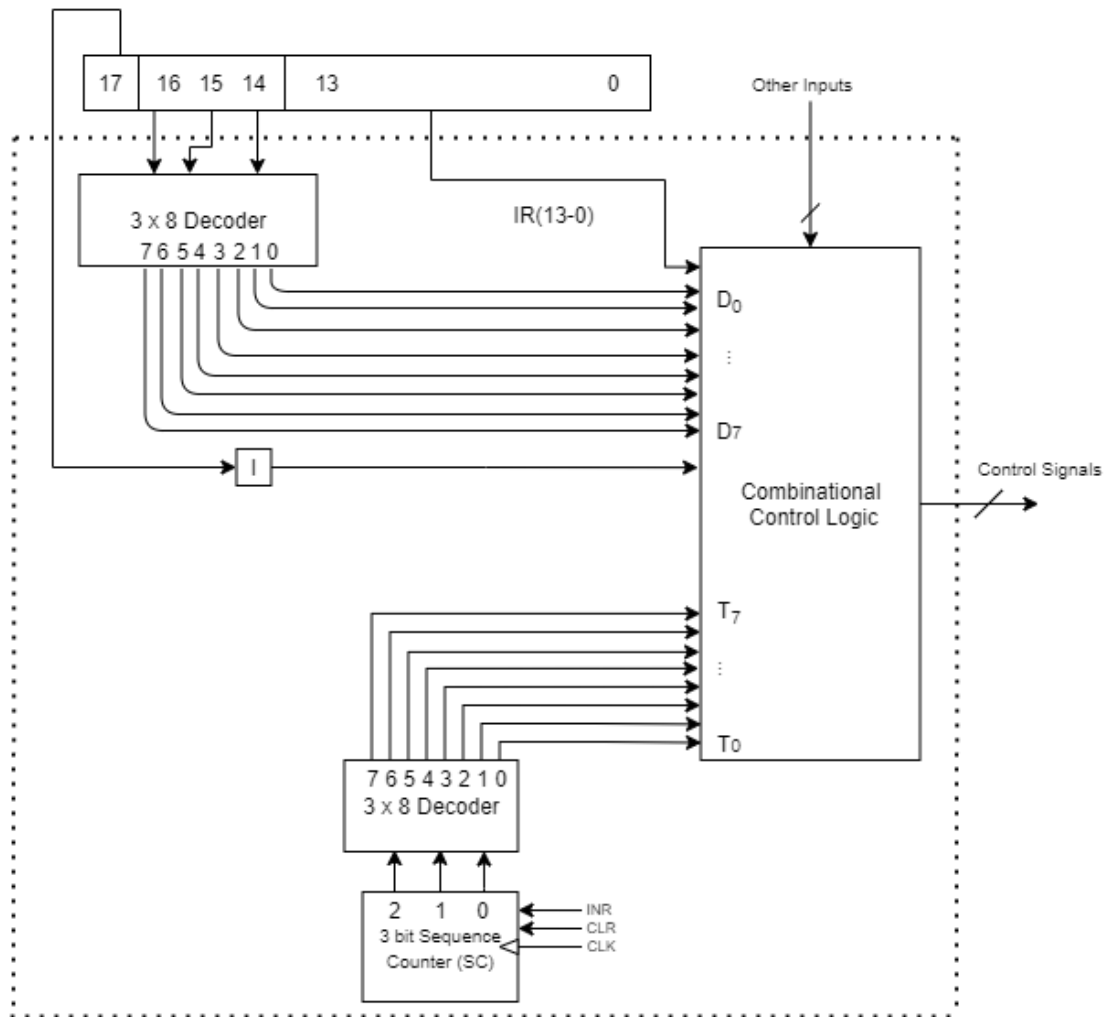 17 16 15 14 13 0
Other Inputs
3 x 8 Decoder
7 6 5 4 3 2 1 0
IR(13-0)
D0
...
D7
I
Combinational
Control Logic
Control Signals
T7
...
T0
7 6 5 4 3 2 1 0
3 x 8 Decoder
2 1 0
3 bit Sequence
Counter (SC)
INR
CLR
CLK